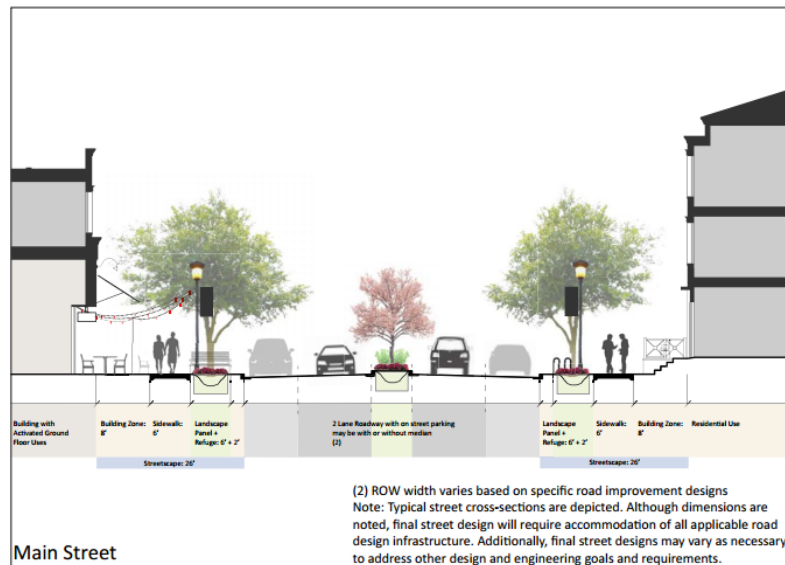 Building with
Activated Ground
Floor Uses
Building Zone:
8'
Sidewalk:
6'
Landscape
Panel +
Refuge: 6' + 2'
2 Lane Roadway with on street parking
may be with or without median
(2)
Landscape
Panel +
Refuge: 6' + 2'
Sidewalk:
6'
Building Zone:
8'
Residential Use
Streetscape: 26'
Streetscape: 26'
(2) ROW width varies based on specific road improvement designs
Note: Typical street cross-sections are depicted. Although dimensions are
noted, final street design will require accommodation of all applicable road
design infrastructure. Additionally, final street designs may vary as necessary
to address other design and engineering goals and requirements.
Main Street